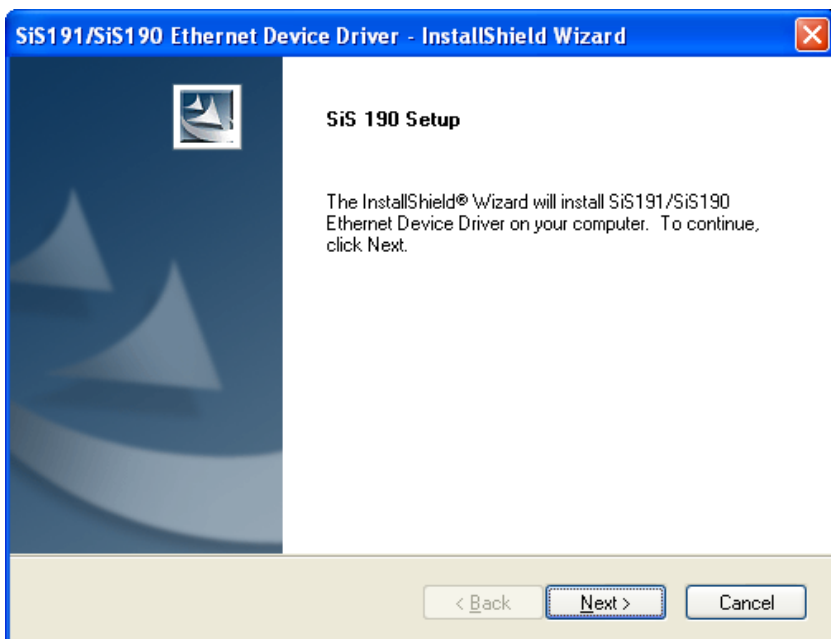 SiS191/SiS190 Ethernet Device Driver - InstallShield Wizard
SiS 190 Setup
The InstallShield® Wizard will install SiS191/SiS190
Ethernet Device Driver on your computer. To continue,
click Next.
< Back
Next >
Cancel